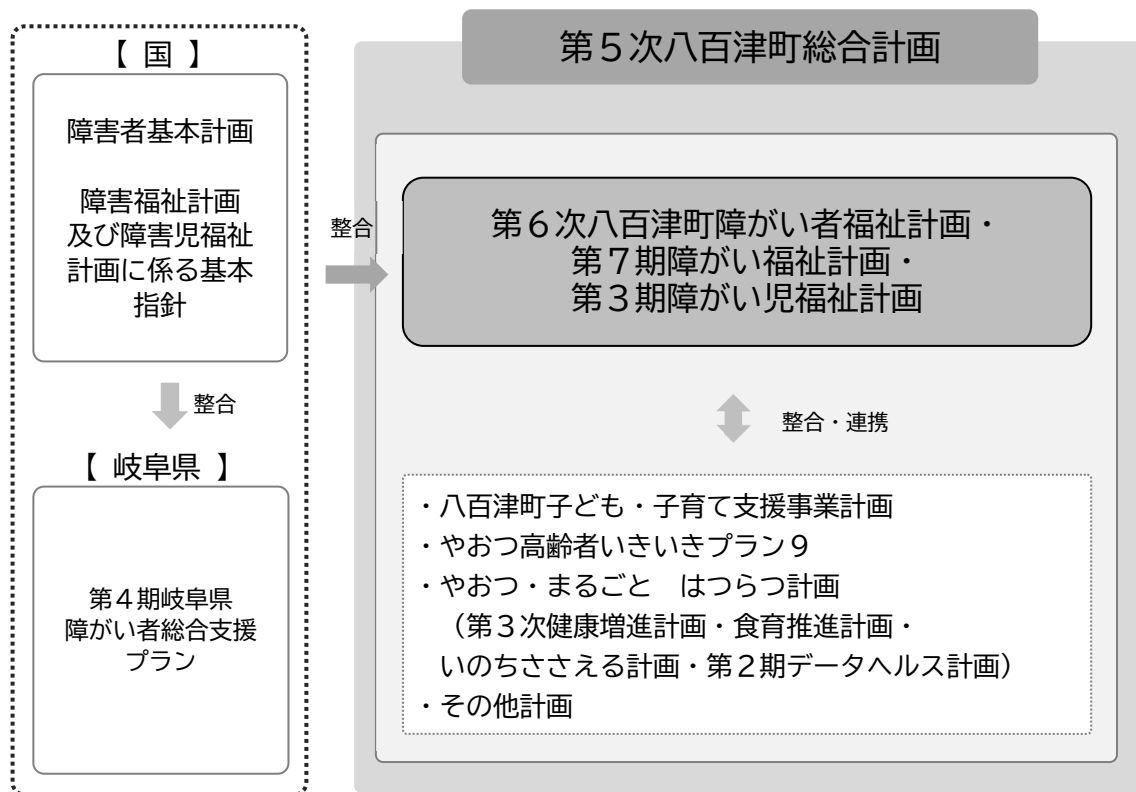 【 国 】
障害者基本計画
障害福祉計画
及び障害児福祉
計画に係る基本
指針
整合
【 岐阜県 】
第４期岐阜県
障がい者総合支援
プラン
整合
第５次八百津町総合計画
第６次八百津町障がい者福祉計画・
第７期障がい福祉計画・
第３期障がい児福祉計画
整合・連携
・八百津町子ども・子育て支援事業計画
・やおつ高齢者いきいきプラン９
・やおつ・まるごと　はつらつ計画
（第３次健康増進計画・食育推進計画・
いのちささえる計画・第２期データヘルス計画）
・その他計画